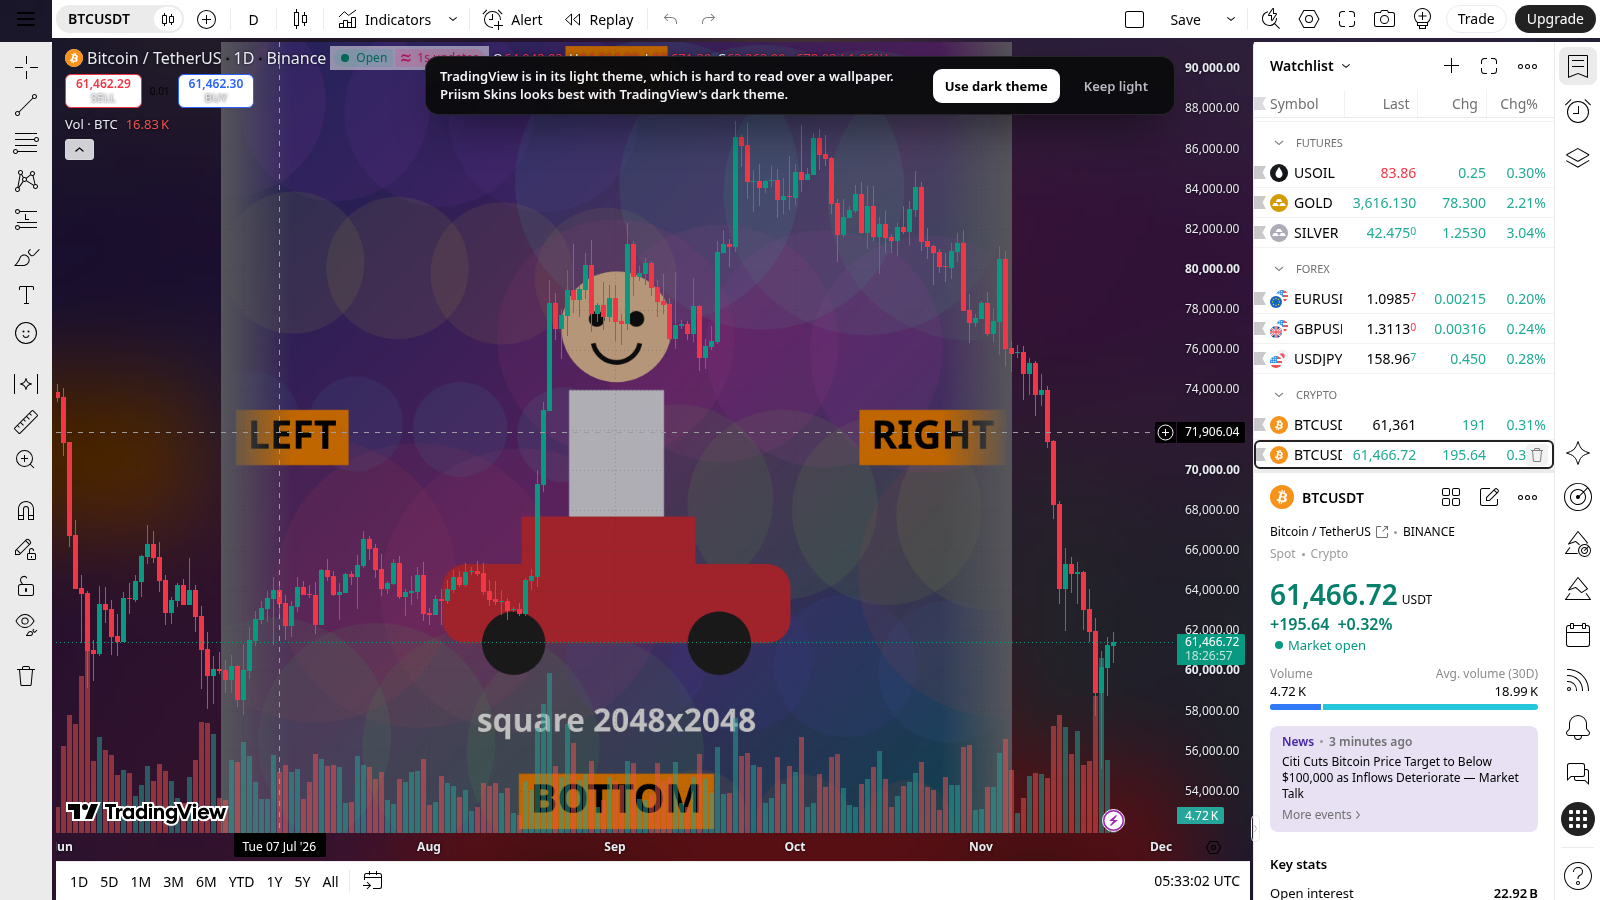 BTCUSDT
D
Indicators
Alert
Replay
Save
Trade
Upgrade
Bitcoin / TetherUS · 1D · Binance
Open
61,462.29
SELL
0.01
61,462.30
BUY
Vol · BTC 16.83 K
TradingView is in its light theme, which is hard to read over a wallpaper.
Priism Skins looks best with TradingView's dark theme.
Use dark theme
Keep light
90,000.00
88,000.00
86,000.00
84,000.00
82,000.00
80,000.00
78,000.00
76,000.00
74,000.00
71,906.04
70,000.00
68,000.00
66,000.00
64,000.00
62,000.00
61,466.72
18:26:57
60,000.00
58,000.00
56,000.00
54,000.00
4.72 K
LEFT
RIGHT
square 2048x2048
BOTTOM
TradingView
un
Tue 07 Jul '26
Aug
Sep
Oct
Nov
Dec
1D 5D 1M 3M 6M YTD 1Y 5Y All
05:33:02 UTC
Watchlist
Symbol Last Chg Chg%
FUTURES
USOIL 83.86 0.25 0.30%
GOLD 3,616.130 78.300 2.21%
SILVER 42.4750 1.2530 3.04%
FOREX
EURUSI 1.09857 0.00215 0.20%
GBPUSI 1.31130 0.00316 0.24%
USDJPY 158.967 0.450 0.28%
CRYPTO
BTCUSI 61,361 191 0.31%
BTCUSI 61,466.72 195.64 0.3
BTCUSDT
Bitcoin / TetherUS • BINANCE
Spot • Crypto
61,466.72 USDT
+195.64 +0.32%
Market open
Volume Avg. volume (30D)
4.72 K 18.99 K
News · 3 minutes ago
Citi Cuts Bitcoin Price Target to Below
$100,000 as Inflows Deteriorate — Market
Talk
More events
Key stats
Open interest 22.92 B